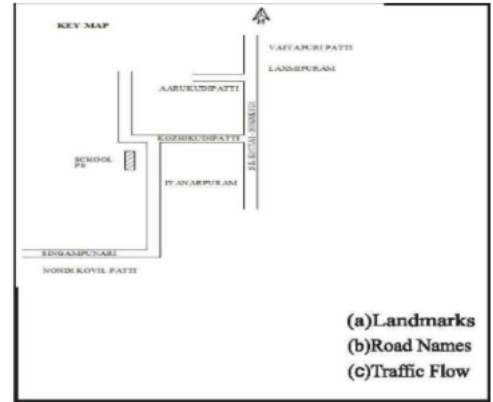 KEY MAP
VAIYAPURI PATTI
LAXMIPURAM
AARUKUDIPATTI
KOZHIKUDIPATTI
SCHOOL
PS
IYANARPURAM
SINGAMPUNARI
NONDI KOVIL PATTI
(a)Landmarks
(b)Road Names
(c)Traffic Flow